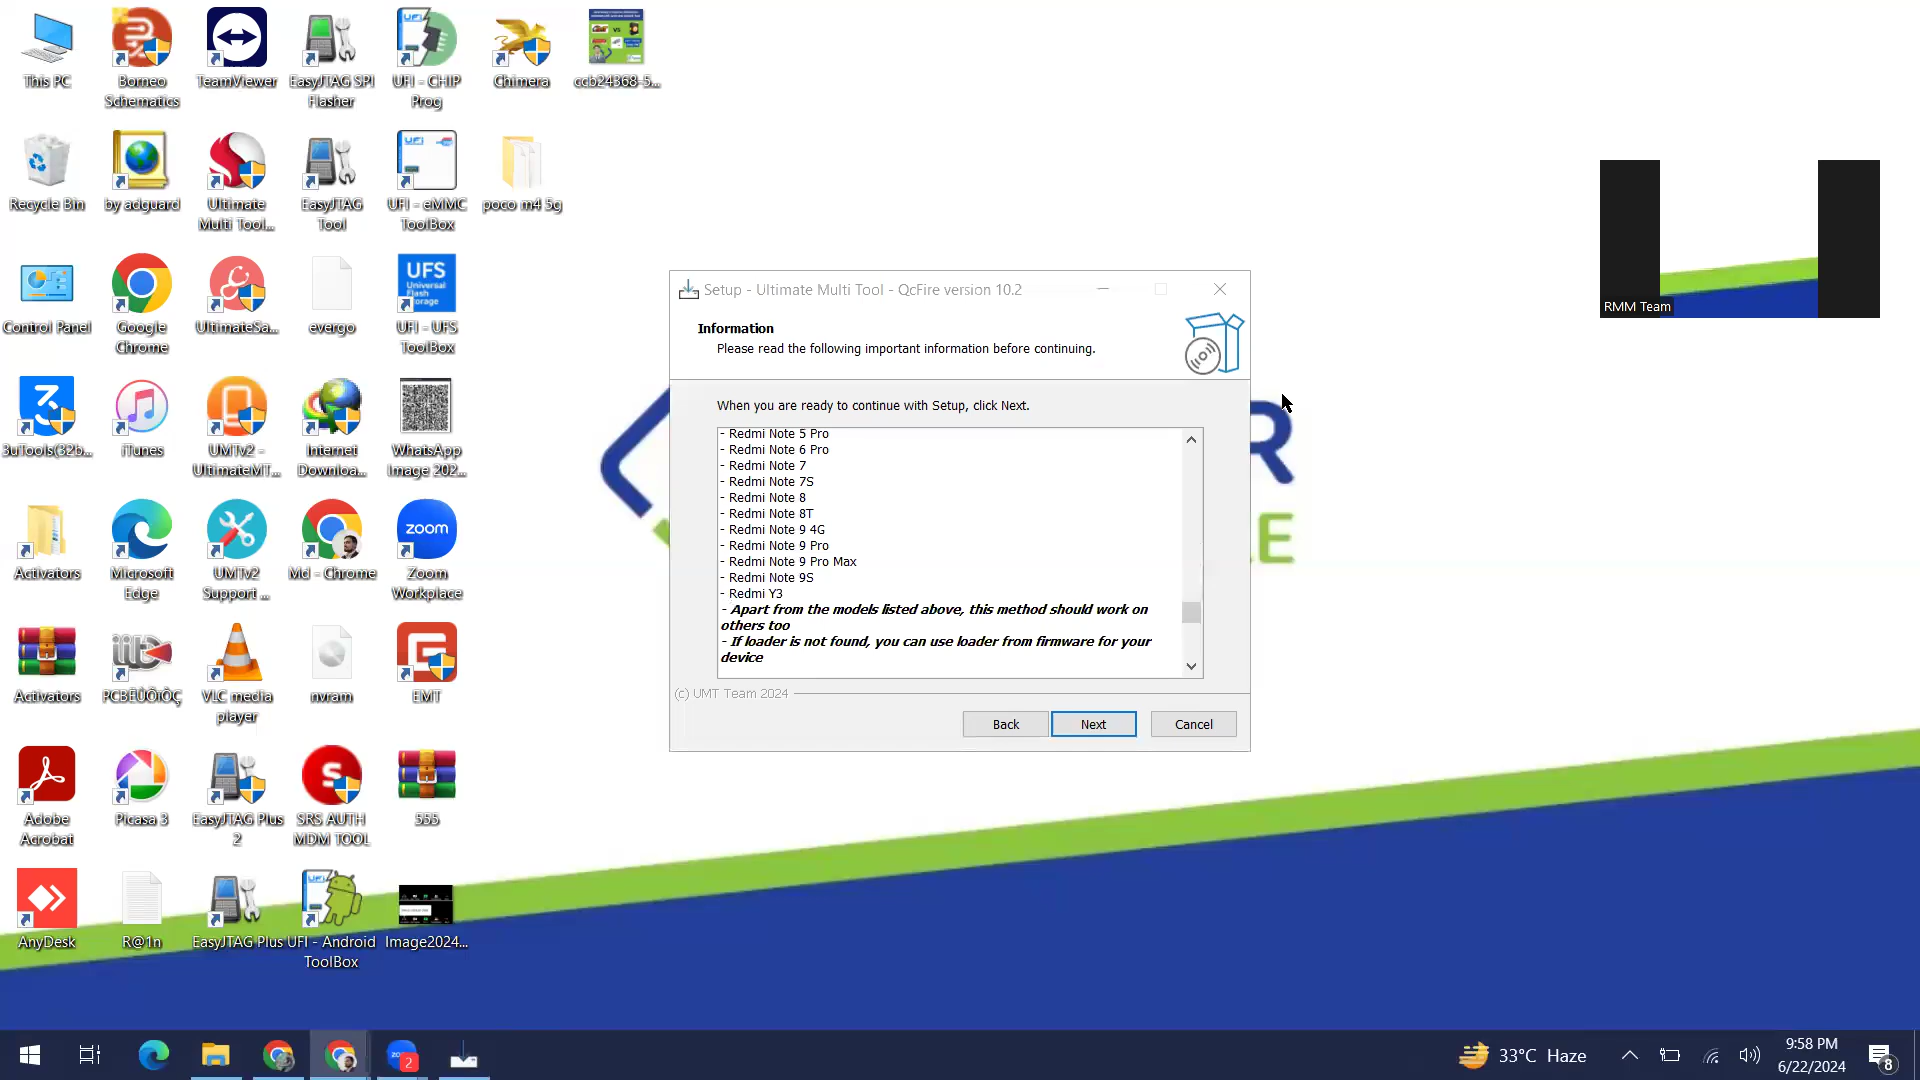 This PC
Borneo
Schematics
TeamViewer
EasyJTAG SPI
Flasher
UFI - CHIP
Prog
Chimera
ccb24368-5...
Recycle Bin
by adguard
Ultimate
Multi Tool...
EasyJTAG
Tool
UFI - eMMC
ToolBox
poco m4 5g
Control Panel
Google
Chrome
UltimateSa...
evergo
UFS
Universal
Flash
Storage
UFI - UFS
ToolBox
3uTools(32b...
iTunes
UMTv2 -
UltimateMT...
Internet
Downloa...
WhatsApp
Image 202...
Activators
Microsoft
Edge
UMTv2
Support ...
Md - Chrome
zoom
Zoom
Workplace
Activators
PCBËÚÕïÒÇ
VLC media
player
nvram
EMT
Adobe
Acrobat
Picasa 3
EasyJTAG Plus
2
SRS AUTH
MDM TOOL
555
AnyDesk
R@1n
EasyJTAG Plus
UFI - Android
ToolBox
Image2024...
Setup - Ultimate Multi Tool - QcFire version 10.2
Information
Please read the following important information before continuing.
When you are ready to continue with Setup, click Next.
- Redmi Note 5 Pro
- Redmi Note 6 Pro
- Redmi Note 7
- Redmi Note 7S
- Redmi Note 8
- Redmi Note 8T
- Redmi Note 9 4G
- Redmi Note 9 Pro
- Redmi Note 9 Pro Max
- Redmi Note 9S
- Redmi Y3
- Apart from the models listed above, this method should work on
others too
- If loader is not found, you can use loader from firmware for your
device
(c) UMT Team 2024
Back
Next
Cancel
R
E
RMM Team
33°C Haze
9:58 PM
6/22/2024
2
8